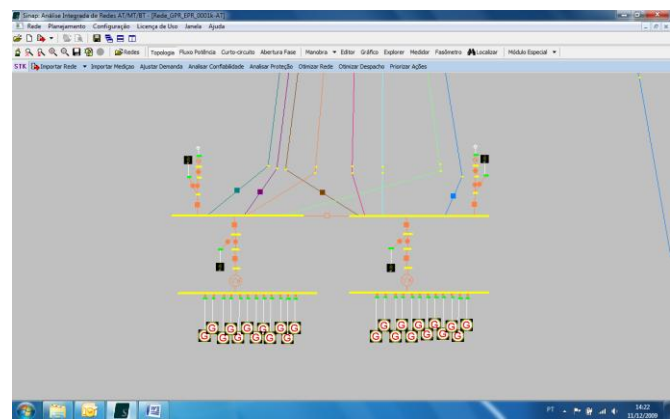 Sinap: Análise Integrada de Redes AT/MT/BT - [Rede_GPR_EPR_0001k-AT]
Rede Planejamento Configuração Licença de Uso Janela Ajuda
Redes Topologia Fluxo Potência Curto-circuito Abertura Fase Manobra Editor Gráfico Explorer Medidor Fasômetro Localizar Módulo Especial
STK Importar Rede Importar Medição Ajustar Demanda Analisar Confiabilidade Analisar Proteção Otimizar Rede Otimizar Despacho Priorizar Ações
G G G G G G G G G G
G G G G G G G G G G
PT 14:22
11/12/2009